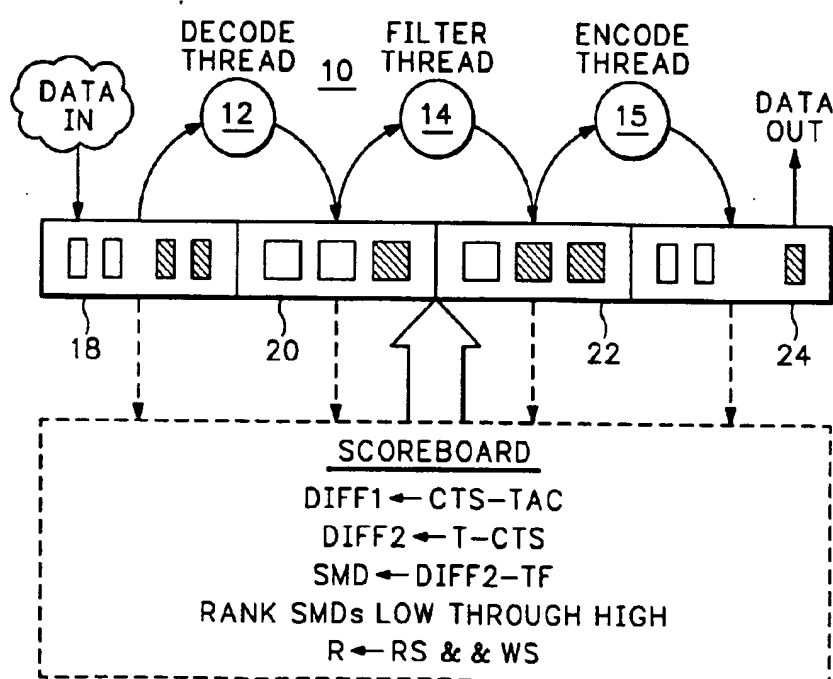 DECODE THREAD
10
FILTER THREAD
ENCODE THREAD
DATA IN
12
14
15
DATA OUT
18
20
22
24
SCOREBOARD
DIFF1←CTS-TAC
DIFF2←T-CTS
SMD←DIFF2-TF
RANK SMDs LOW THROUGH HIGH
R←RS & & WS